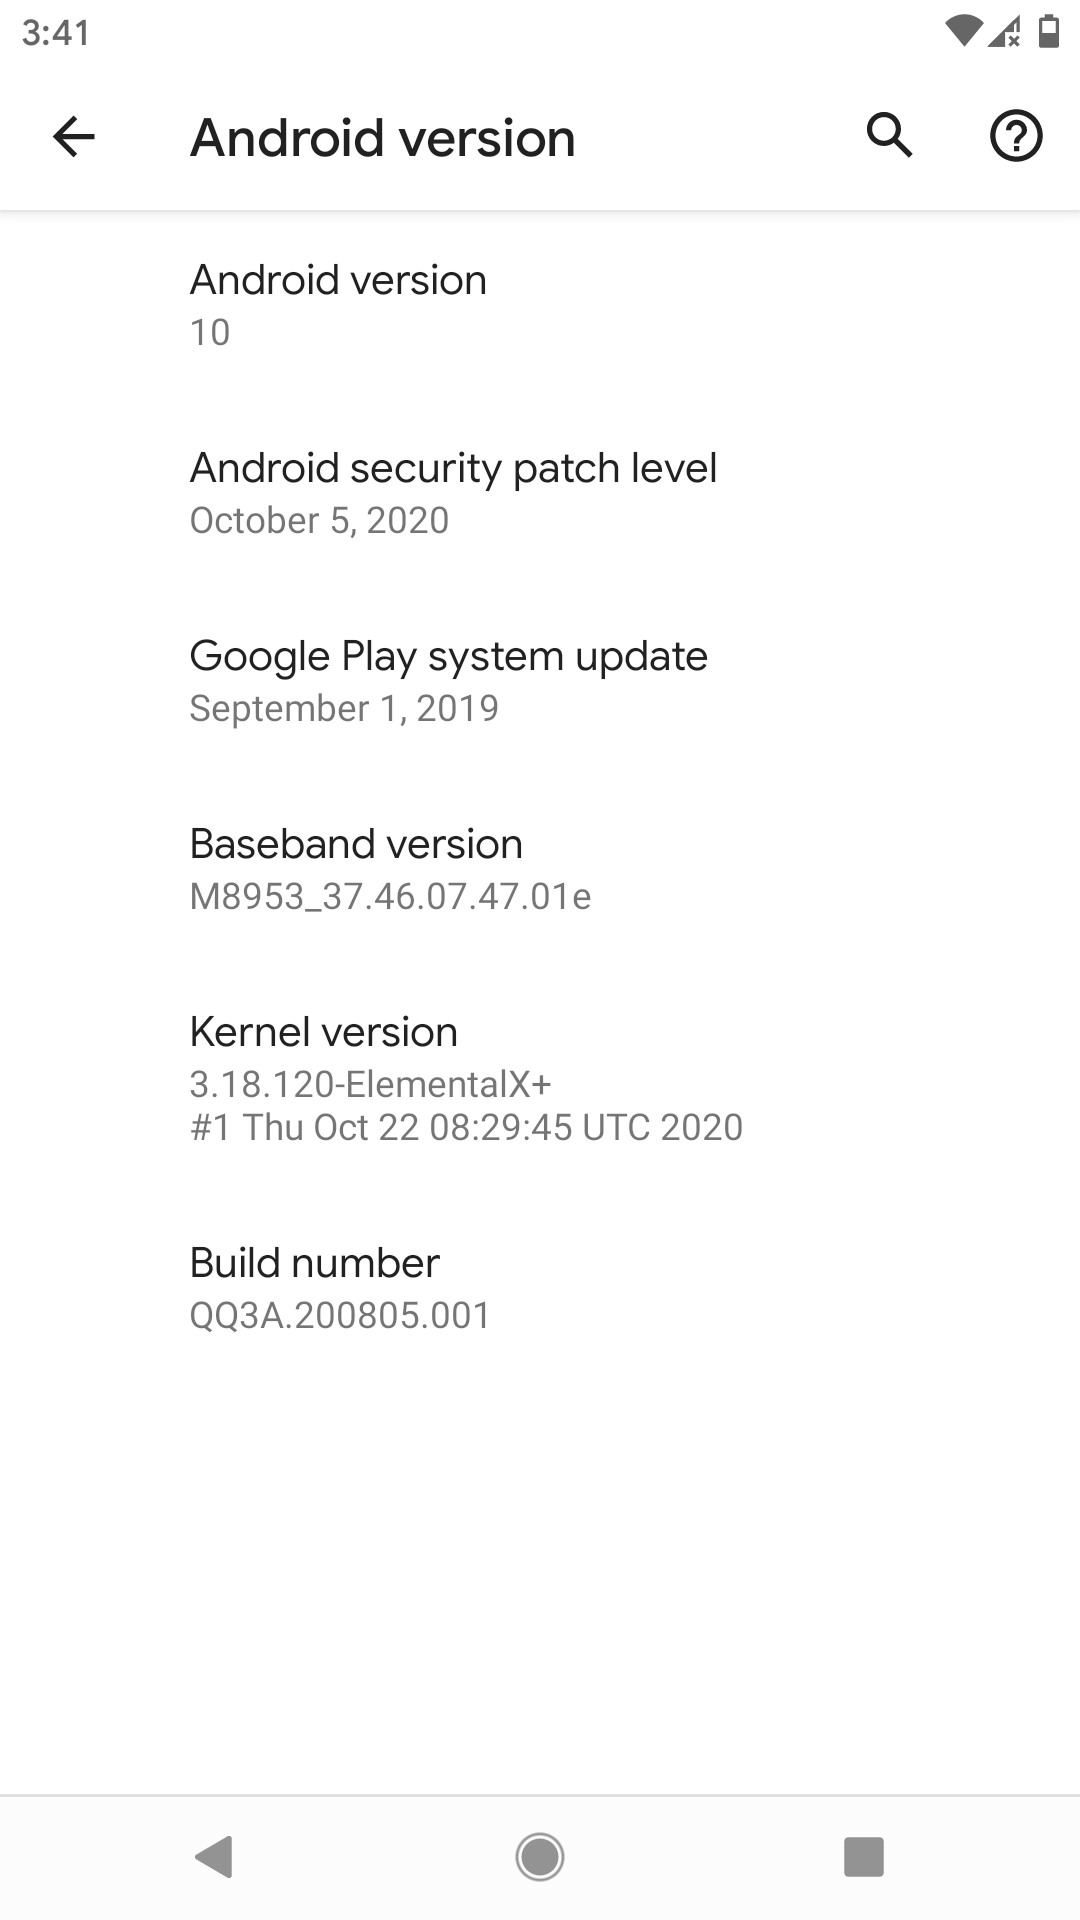 3:41
Android version
Android version
10
Android security patch level
October 5, 2020
Google Play system update
September 1, 2019
Baseband version
M8953_37.46.07.47.01e
Kernel version
3.18.120-ElementalX+
#1 Thu Oct 22 08:29:45 UTC 2020
Build number
QQ3A.200805.001